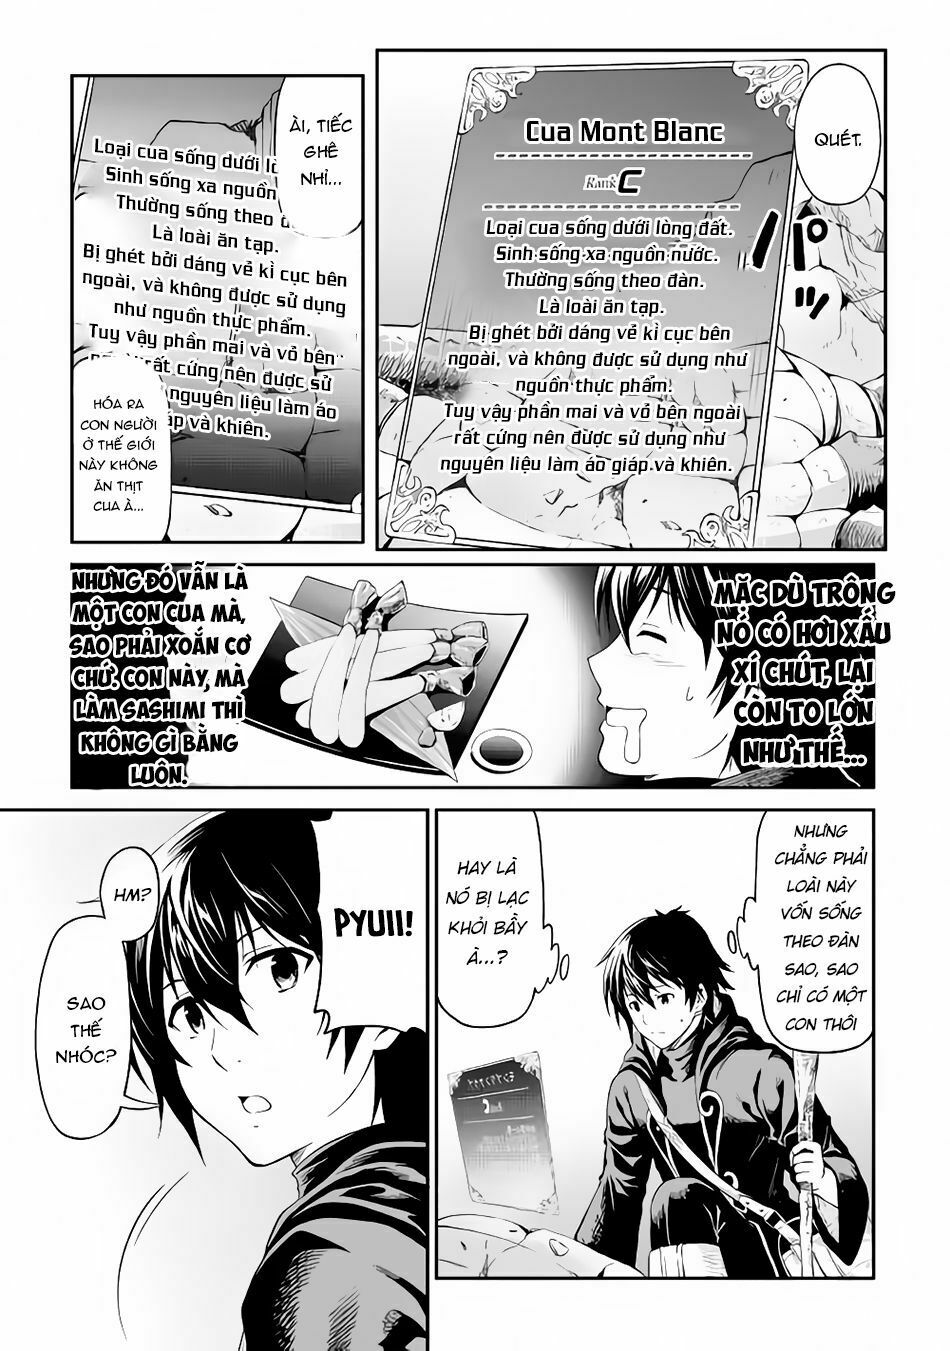 QUÉT.
パッ
Cua Mont Blanc
Rank C
Loại cua sống dưới lòng đất.
Sinh sống xa nguồn nước.
Thường sống theo đàn.
Là loài ăn tạp.
Bị ghét bởi dáng vẻ kì cục bên
ngoài, và không được sử dụng như
nguồn thực phẩm.
Tuy vậy phần mai và vỏ bên ngoài
rất cứng nên được sử dụng như
nguyên liệu làm áo giáp và khiên.
ÀI, TIẾC
GHÊ
NHỈ...
Loại cua sống dưới
Sinh sống xa nguồn
Thường sống theo
Là loài ăn tạp.
Bị ghét bởi dáng vẻ kì cục bên
ngoài, và không được sử dụng
như nguồn thực phẩm.
Tuy vậy phần mai và vỏ bên
rất cứng nên được sử
nguyên liệu làm áo
và khiên.
HÓA RA
CON NGƯỜI
Ở THẾ GIỚI
NÀY KHÔNG
ĂN THỊT
CUA À...
MẶC DÙ TRÔNG
NÓ CÓ HƠI XẤU
XÍ CHÚT, LẠI
CÒN TO LỚN
NHƯ THẾ...
NHƯNG ĐÓ VẪN LÀ
MỘT CON CUA MÀ,
SAO PHẢI XOẮN CƠ
CHỨ. CON NÀY, MÀ
LÀM SASHIMI THÌ
KHÔNG GÌ BẰNG
LUÔN.
NHƯNG
CHẲNG PHẢI
LOÀI NÀY
VỐN SỐNG
THEO ĐÀN
SAO, SAO
CHỈ CÓ MỘT
CON THÔI
HAY LÀ
NÓ BỊ LẠC
KHỎI BẦY
À...?
PYUII!
HM?
SAO
THẾ
NHÓC?